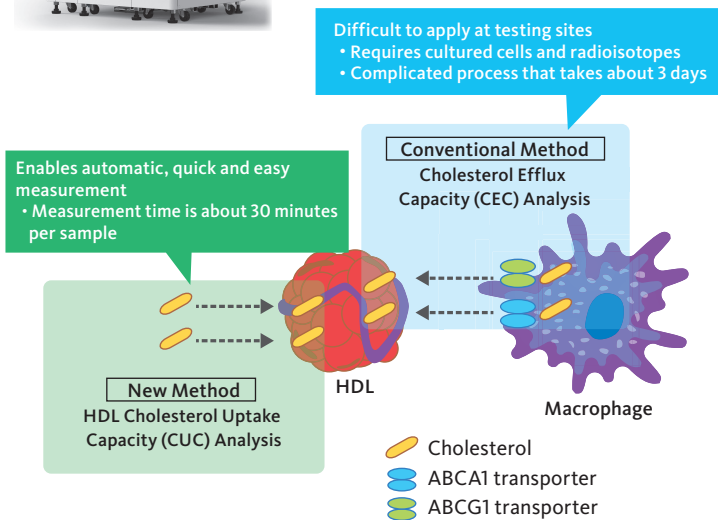 Difficult to apply at testing sites
• Requires cultured cells and radioisotopes
• Complicated process that takes about 3 days
Conventional Method
Cholesterol Efflux
Capacity (CEC) Analysis
Enables automatic, quick and easy
measurement
• Measurement time is about 30 minutes
per sample
New Method
HDL Cholesterol Uptake
Capacity (CUC) Analysis
HDL
Macrophage
Cholesterol
ABCA1 transporter
ABCG1 transporter